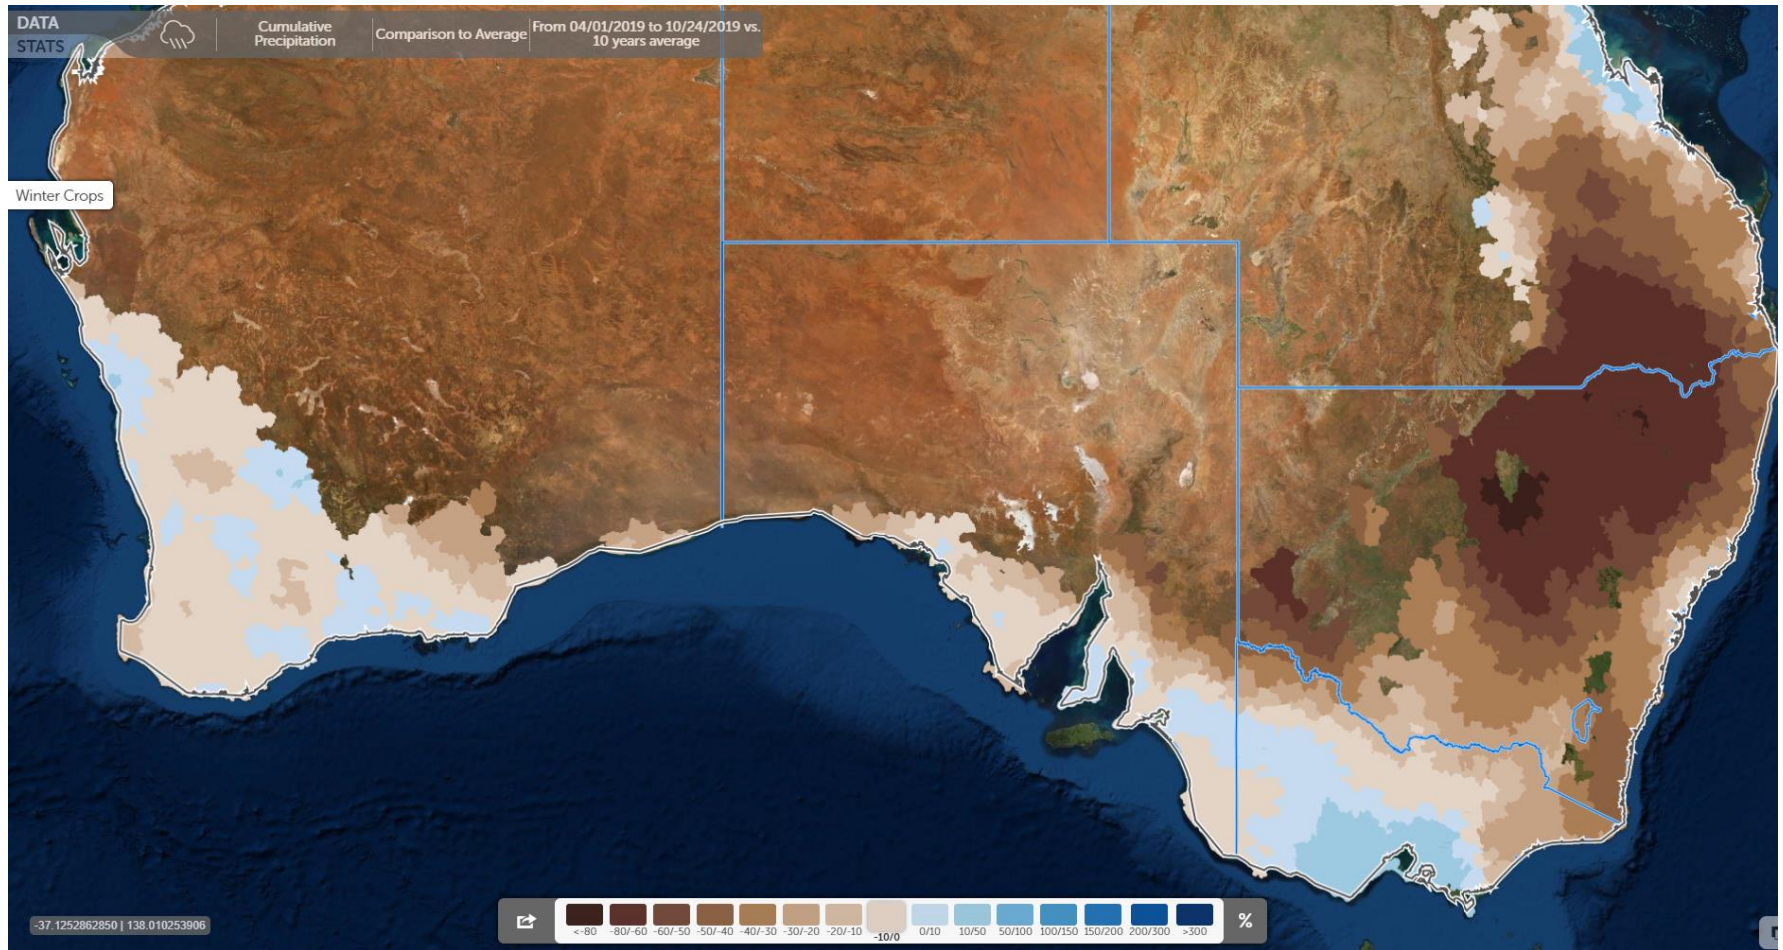 DATA
STATS
Cumulative
Precipitation
Comparison to Average
From 04/01/2019 to 10/24/2019 vs.
10 years average
Winter Crops
-37.1252862850 | 138.010253906
<-80 -80/-60 -60/-50 -50/-40 -40/-30 -30/-20 -20/-10 -10/0 0/10 10/50 50/100 100/150 150/200 200/300 >300 %